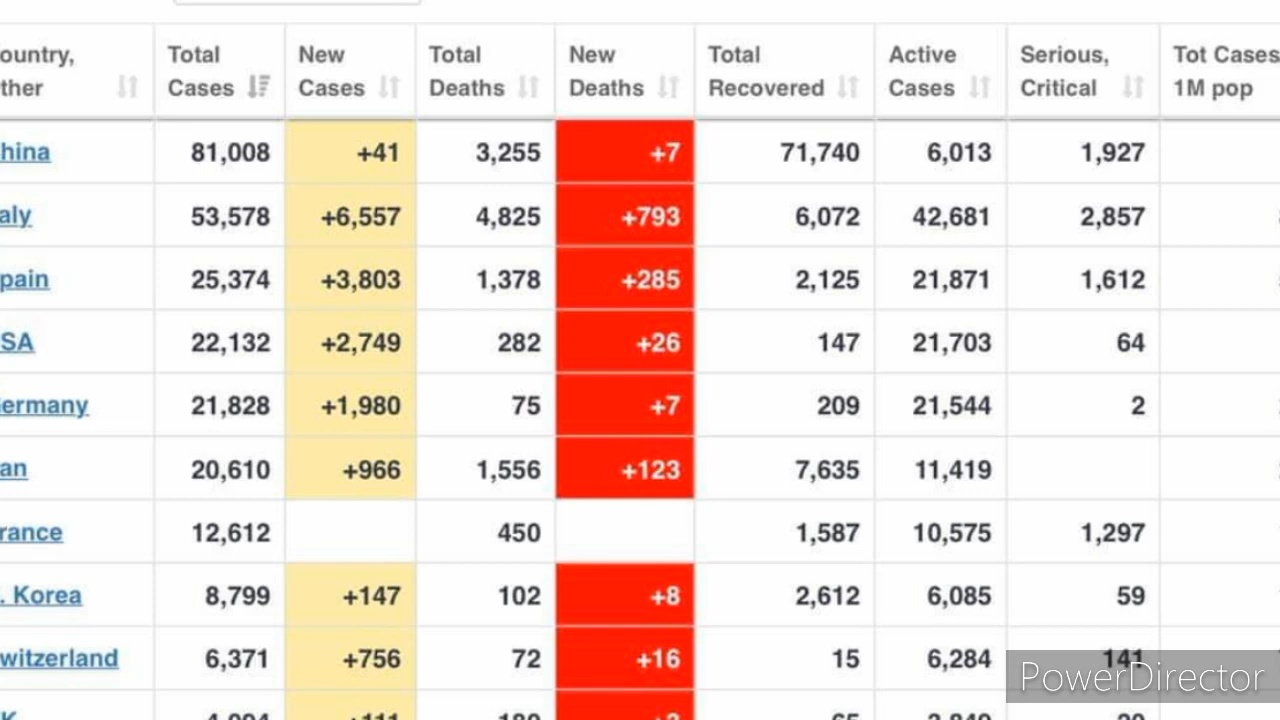 ountry, Total New Total New Total Active Serious, Tot Cases
ther Cases Cases Deaths Deaths Recovered Cases Critical 1M pop
hina 81,008 +41 3,255 +7 71,740 6,013 1,927
aly 53,578 +6,557 4,825 +793 6,072 42,681 2,857
pain 25,374 +3,803 1,378 +285 2,125 21,871 1,612
SA 22,132 +2,749 282 +26 147 21,703 64
ermany 21,828 +1,980 75 +7 209 21,544 2
an 20,610 +966 1,556 +123 7,635 11,419
rance 12,612 450 1,587 10,575 1,297
. Korea 8,799 +147 102 +8 2,612 6,085 59
witzerland 6,371 +756 72 +16 15 6,284 141
PowerDirector